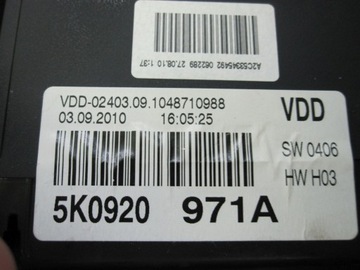 A2C53345492 082289 27.08.10 1:37
VDD-02403.09.1048710988 VDD
03.09.2010 16:05:25
SW 0406
HW H03
5K0920 971A